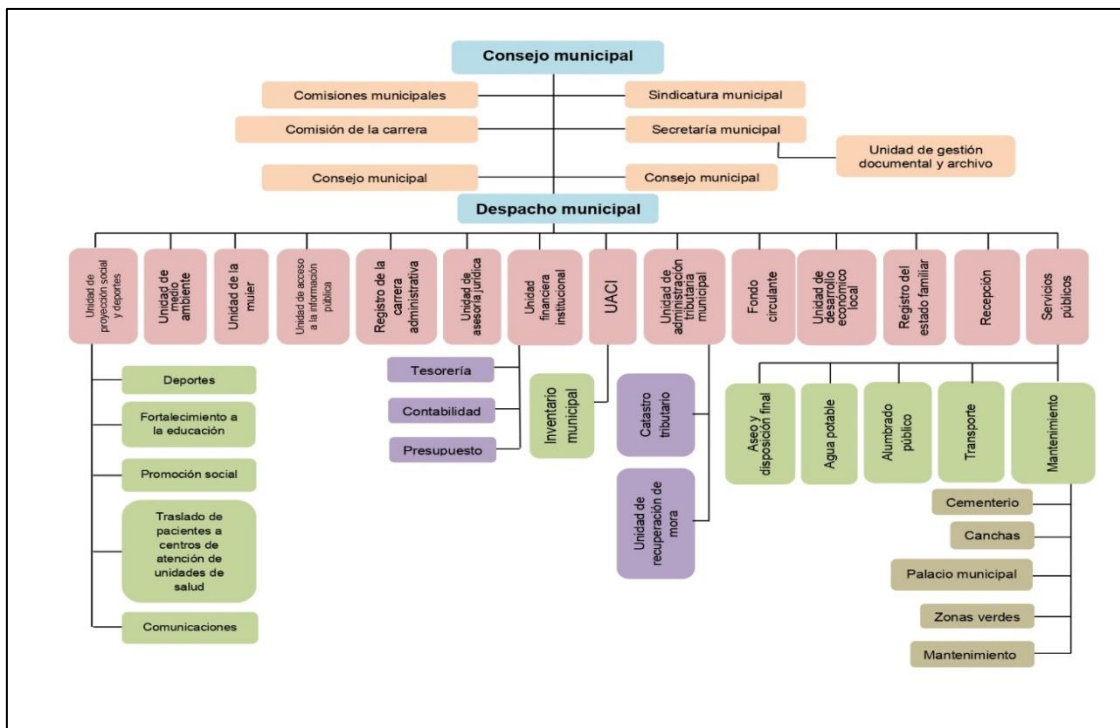 Consejo municipal
Comisiones municipales
Sindicatura municipal
Comisión de la carrera
Secretaría municipal
Unidad de gestión
documental y archivo
Consejo municipal
Consejo municipal
Despacho municipal
Unidad de
proyección social
y deportes
Unidad de
medio
ambiente
Unidad de la
muier
Unidad de acceso
a la información
pública
Registro de la
carrera
administrativa
Unidad de
asesoría jurídica
Unidad
financiera
institucional
UACI
Unidad de
administración
tributaria
municipal
Fondo
circulante
Unidad de
desarrollo
económico
local
Registro del
estado familiar
Recepción
Servicios
públicos
Deportes
Fortalecimiento a
la educación
Promoción social
Traslado de
pacientes a
centros de
atención de
unidades de
salud
Comunicaciones
Tesorería
Contabilidad
Presupuesto
Inventario
municipal
Catastro
tributario
Unidad de
recuperación de
mora
Aseo y
disposición final
Agua potable
Alumbrado
público
Transporte
Mantenimiento
Cementerio
Canchas
Palacio municipal
Zonas verdes
Mantenimiento